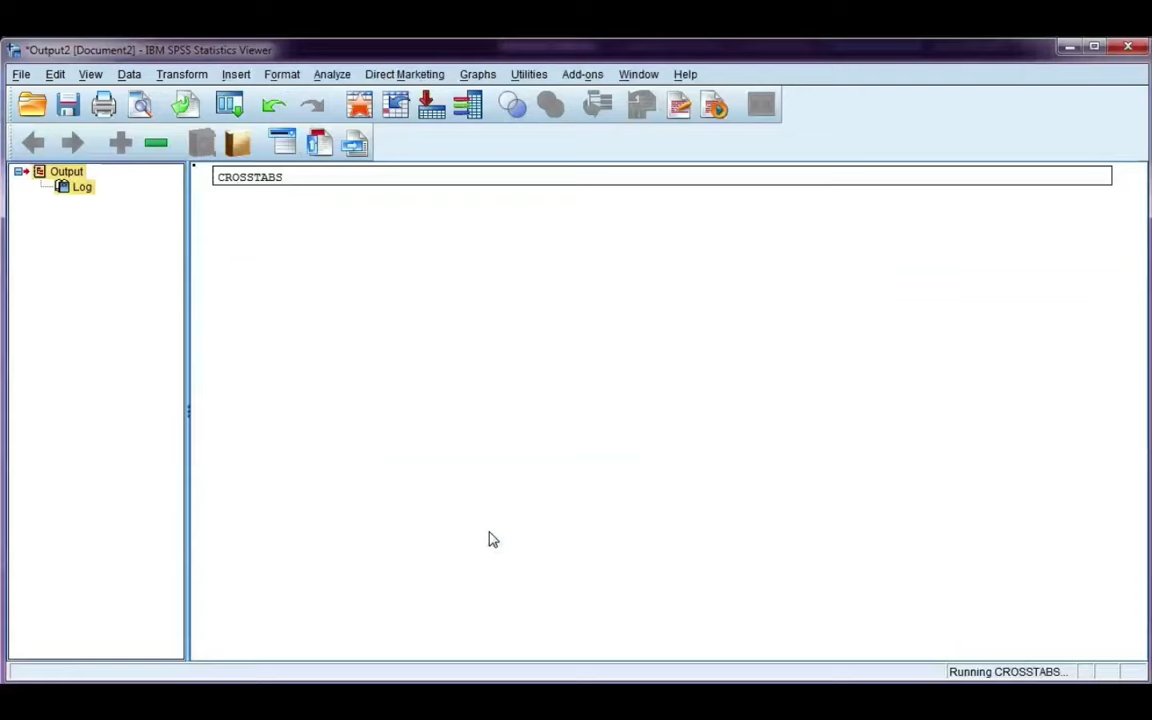 *Output2 [Document2] - IBM SPSS Statistics Viewer
File Edit View Data Transform Insert Format Analyze Direct Marketing Graphs Utilities Add-ons Window Help
Output
Log
CROSSTABS
Running CROSSTABS...